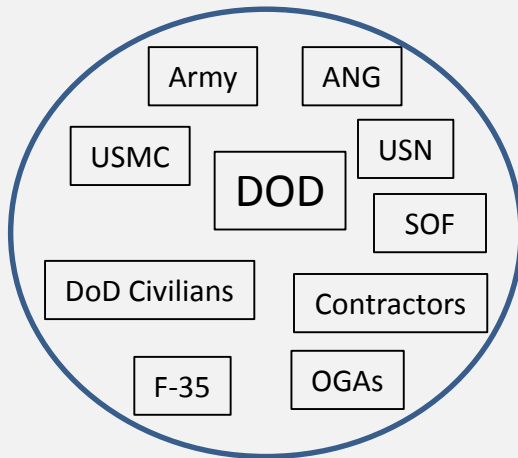 Army
ANG
USMC
USN
DOD
SOF
DoD Civilians
Contractors
F-35
OGAs